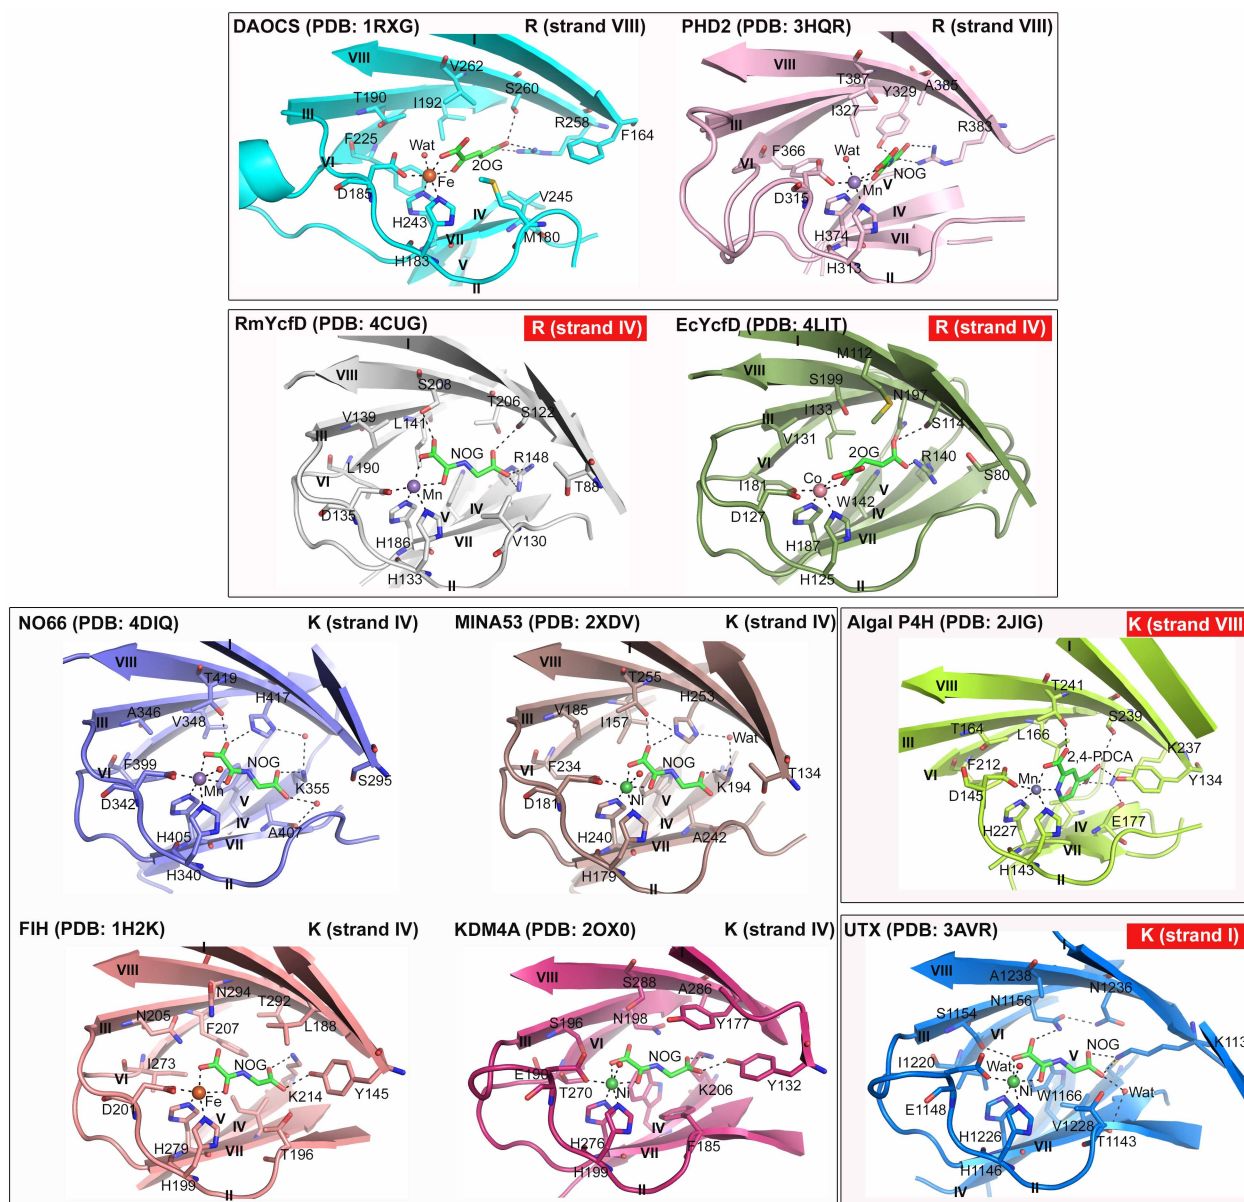 DAOCS (PDB: 1RXG)
R (strand VIII)
I
VIII
V262
S260
T190
I192
III
R258
F164
F225
Wat
VI
2OG
Fe
D185
V245
H243
IV
VII
M180
H183
V
II
PHD2 (PDB: 3HQR)
R (strand VIII)
I
VIII
T387
A385
Y329
I327
III
R383
Wat
VI
F366
V
NOG
Mn
D315
IV
H374
VII
H313
II
RmYcfD (PDB: 4CUG)
R (strand IV)
I
VIII
S208
T206
S122
V139
L141
III
NOG
R148
L190
VI
T88
Mn
D135
IV
V
H186
VII
V130
H133
II
EcYcfD (PDB: 4LIT)
R (strand IV)
I
M112
VIII
S199
N197
I133
III
S114
V131
2OG
R140
VI
S80
I181
Co
V
W142
D127
IV
H187
VII
H125
II
NO66 (PDB: 4DIQ)
K (strand IV)
I
VIII
T419
H417
A346
III
V348
F399
NOG
VI
S295
Mn
K355
D342
V
IV
A407
H405
VII
H340
II
MINA53 (PDB: 2XDV)
K (strand IV)
I
VIII
T255
H253
V185
I157
III
Wat
F234
NOG
VI
T134
K194
D181
Ni
V
IV
H240
A242
VII
H179
II
Algal P4H (PDB: 2JIG)
K (strand VIII)
I
VIII
T241
S239
T164
L166
III
2,4-PDCA
K237
F212
VI
Y134
Mn
D145
E177
H227
IV
VII
H143
II
FIH (PDB: 1H2K)
K (strand IV)
I
VIII
N294
T292
N205
L188
III
F207
I273
NOG
VI
Y145
K214
Fe
D201
V
IV
H279
VII
T196
H199
II
KDM4A (PDB: 2OX0)
K (strand IV)
I
VIII
S288
A286
S196
N198
Y177
III
VI
NOG
E190
T270
K206
Y132
Ni
IV
H276
VII
F185
H199
II
UTX (PDB: 3AVR)
K (strand I)
I
VIII
A1238
N1236
N1156
S1154
III
VI
NOG
V
I1220
Wat
Wat
Ni
W1166
E1148
V1228
H1226
T1143
VII
H1146
IV
II